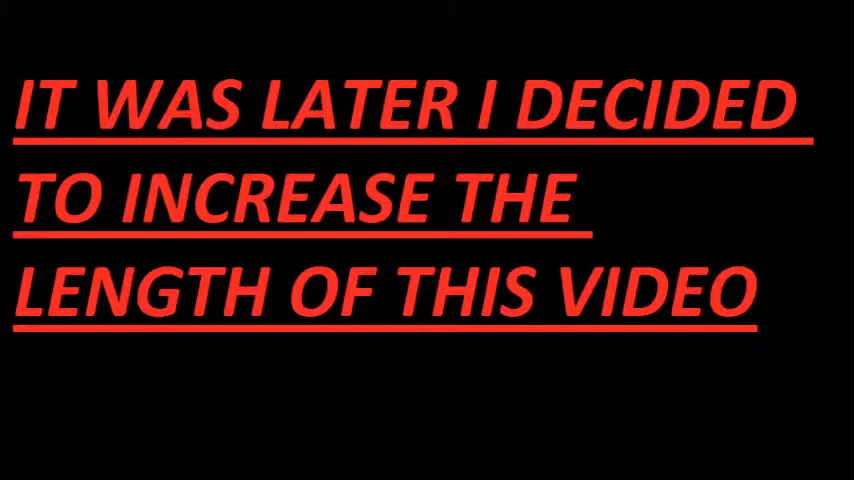 IT WAS LATER I DECIDED
TO INCREASE THE
LENGTH OF THIS VIDEO